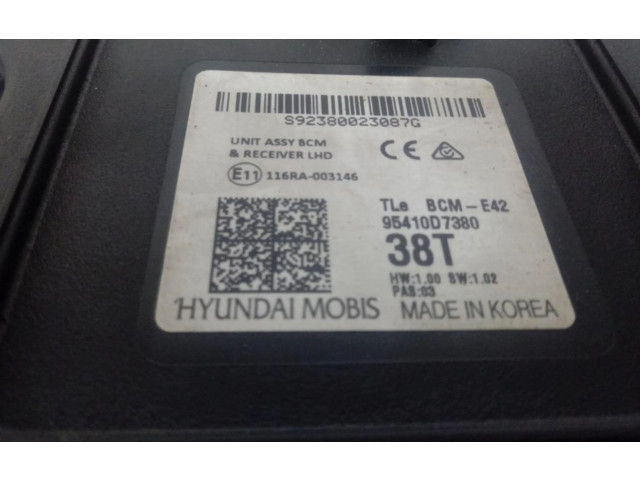 S92380023087G
UNIT ASSY BCM
& RECEIVER LHD
CE
E11 116RA-003146
TLe BCM-E42
95410D7380
38T
HW:1.00 SW:1.02
PAS:03
HYUNDAI MOBIS MADE IN KOREA